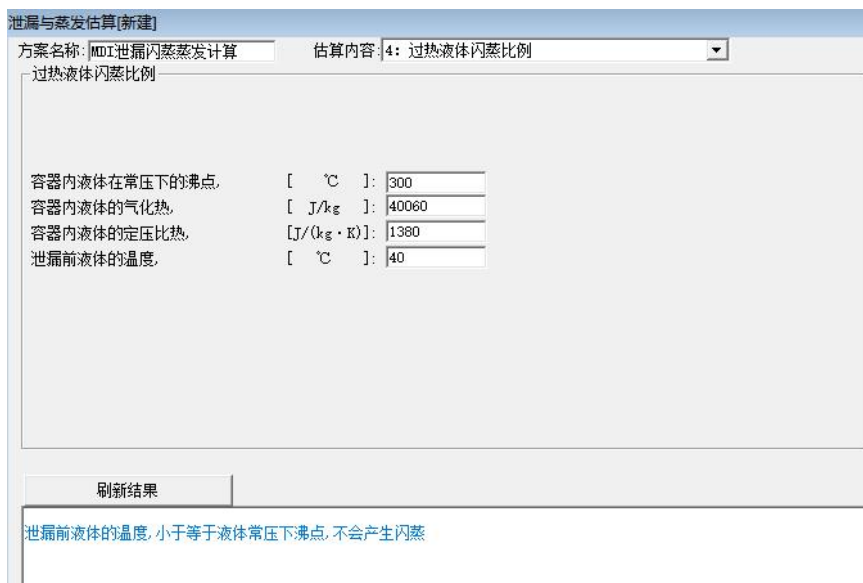 泄漏与蒸发估算[新建]
方案名称: MDI泄漏闪蒸蒸发计算 估算内容: 4: 过热液体闪蒸比例
过热液体闪蒸比例
容器内液体在常压下的沸点, [ ℃ ]: 300
容器内液体的气化热, [ J/kg ]: 40060
容器内液体的定压比热, [J/(kg·K)]: 1380
泄漏前液体的温度, [ ℃ ]: 40
刷新结果
泄漏前液体的温度, 小于等于液体常压下沸点, 不会产生闪蒸